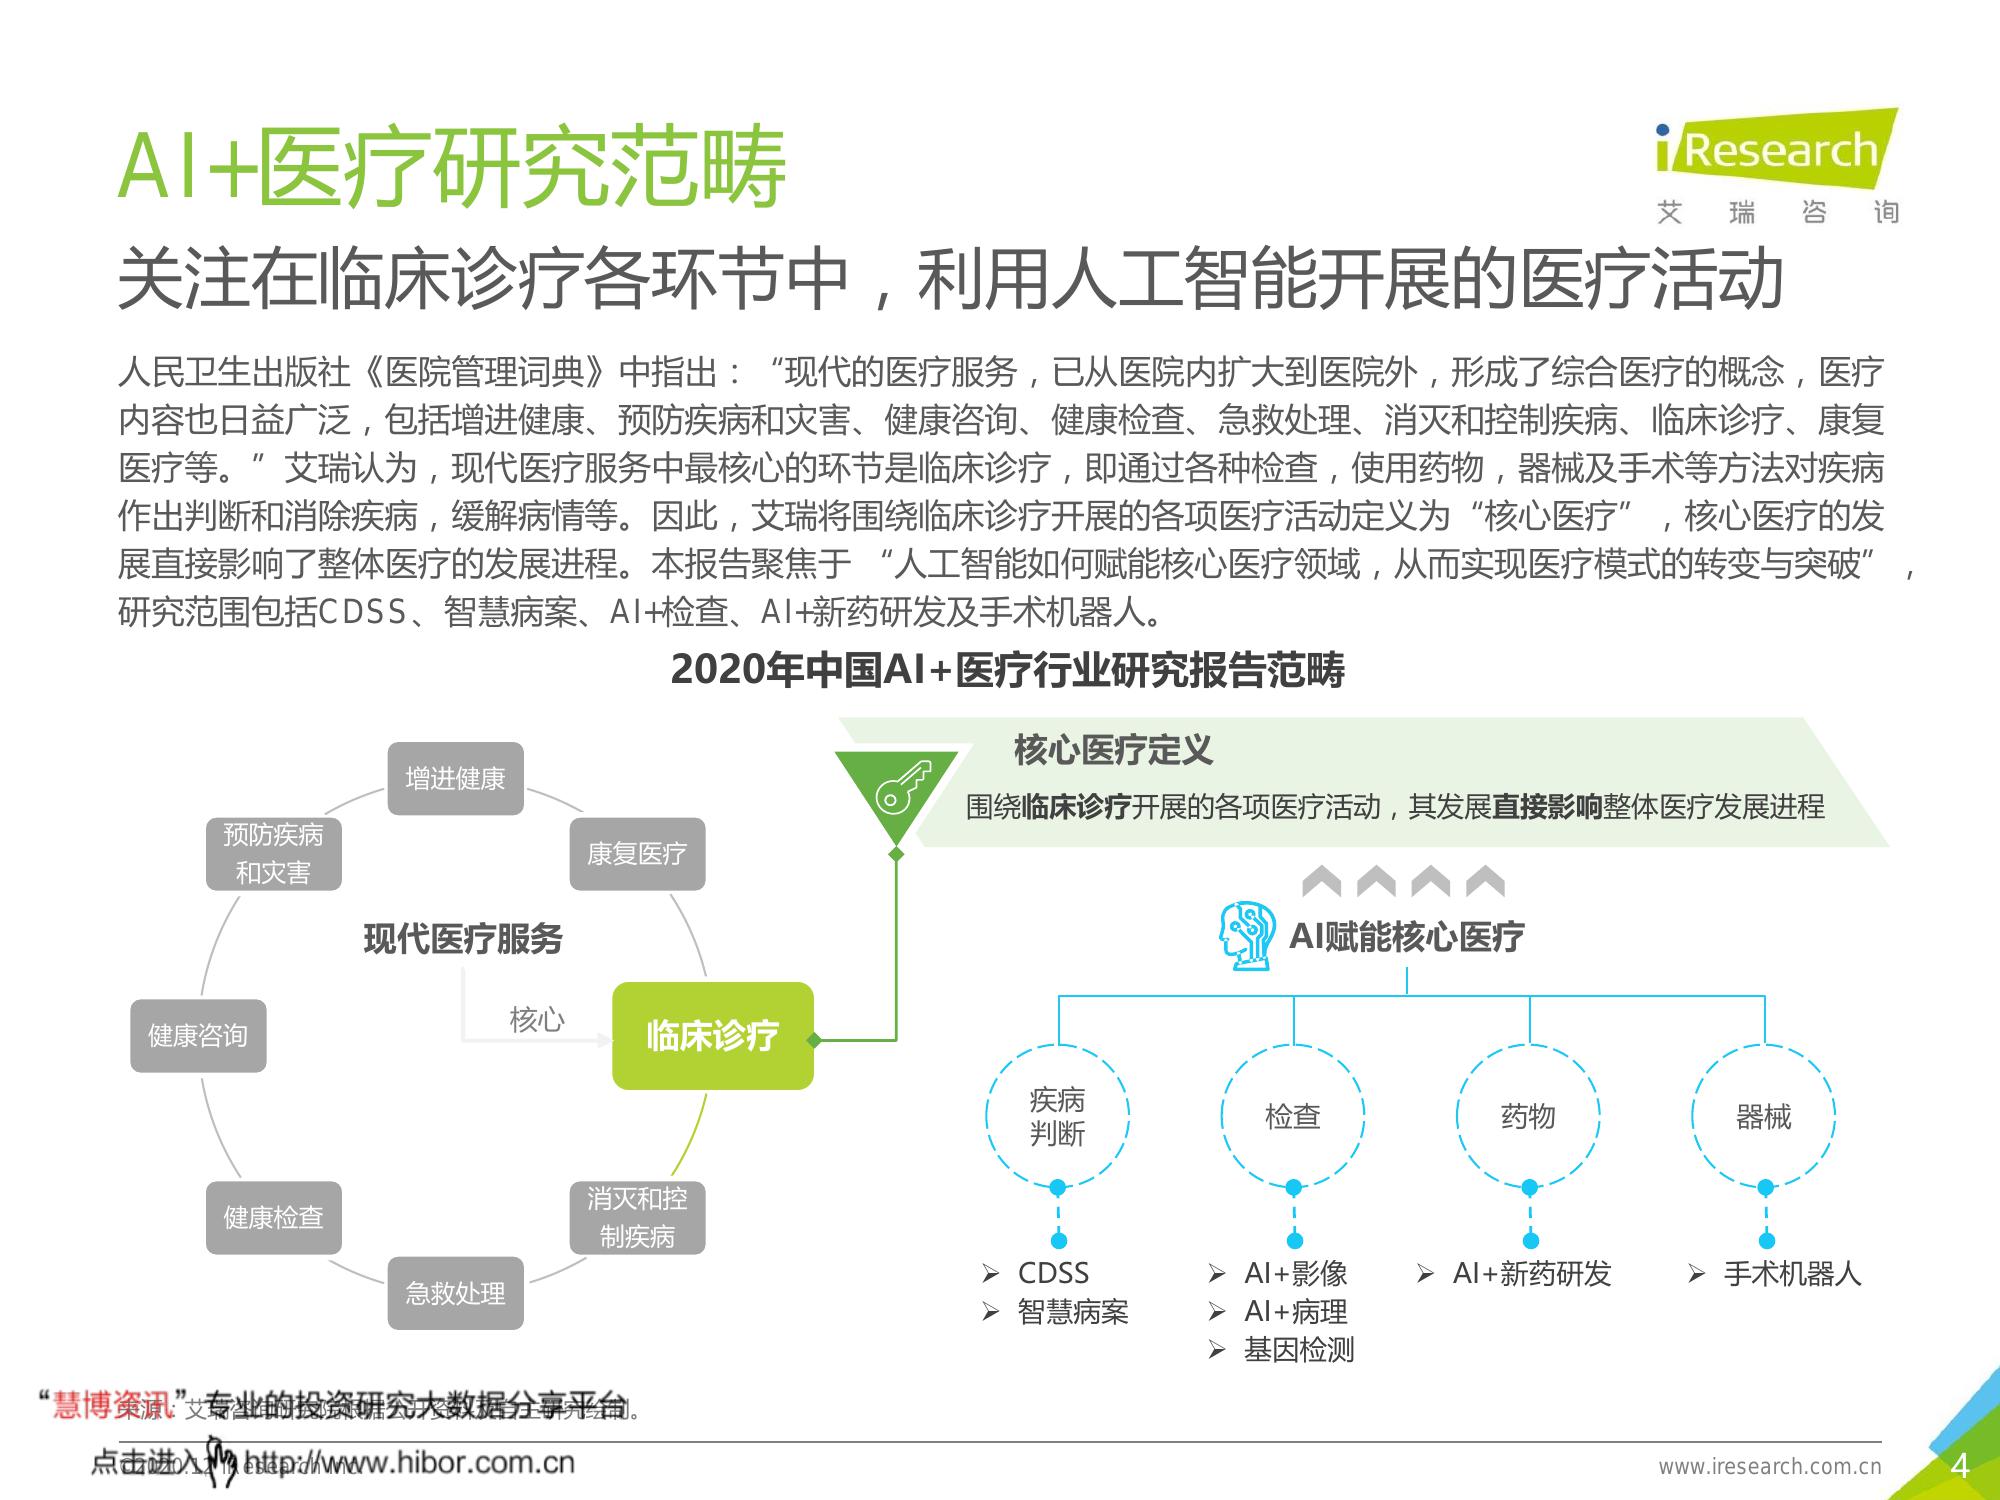 AI+医疗研究范畴
iResearch
艾瑞咨询
关注在临床诊疗各环节中，利用人工智能开展的医疗活动
人民卫生出版社《医院管理词典》中指出：“现代的医疗服务，已从医院内扩大到医院外，形成了综合医疗的概念，医疗
内容也日益广泛，包括增进健康、预防疾病和灾害、健康咨询、健康检查、急救处理、消灭和控制疾病、临床诊疗、康复
医疗等。”艾瑞认为，现代医疗服务中最核心的环节是临床诊疗，即通过各种检查，使用药物，器械及手术等方法对疾病
作出判断和消除疾病，缓解病情等。因此，艾瑞将围绕临床诊疗开展的各项医疗活动定义为“核心医疗”，核心医疗的发
展直接影响了整体医疗的发展进程。本报告聚焦于 “人工智能如何赋能核心医疗领域，从而实现医疗模式的转变与突破”，
研究范围包括CDSS、智慧病案、AI+检查、AI+新药研发及手术机器人。
2020年中国AI+医疗行业研究报告范畴
增进健康
预防疾病
和灾害
康复医疗
现代医疗服务
核心
健康咨询
临床诊疗
健康检查
消灭和控
制疾病
急救处理
核心医疗定义
围绕临床诊疗开展的各项医疗活动，其发展直接影响整体医疗发展进程
AI赋能核心医疗
疾病
判断
检查
药物
器械
CDSS
智慧病案
AI+影像
AI+病理
基因检测
AI+新药研发
手术机器人
“慧博资讯”专业的投资研究大数据分享平台
来源：艾瑞咨询研究院根据公开资料及自主研究绘制。
点击进入 http://www.hibor.com.cn
©2020.12 iResearch Inc.
www.iresearch.com.cn
4